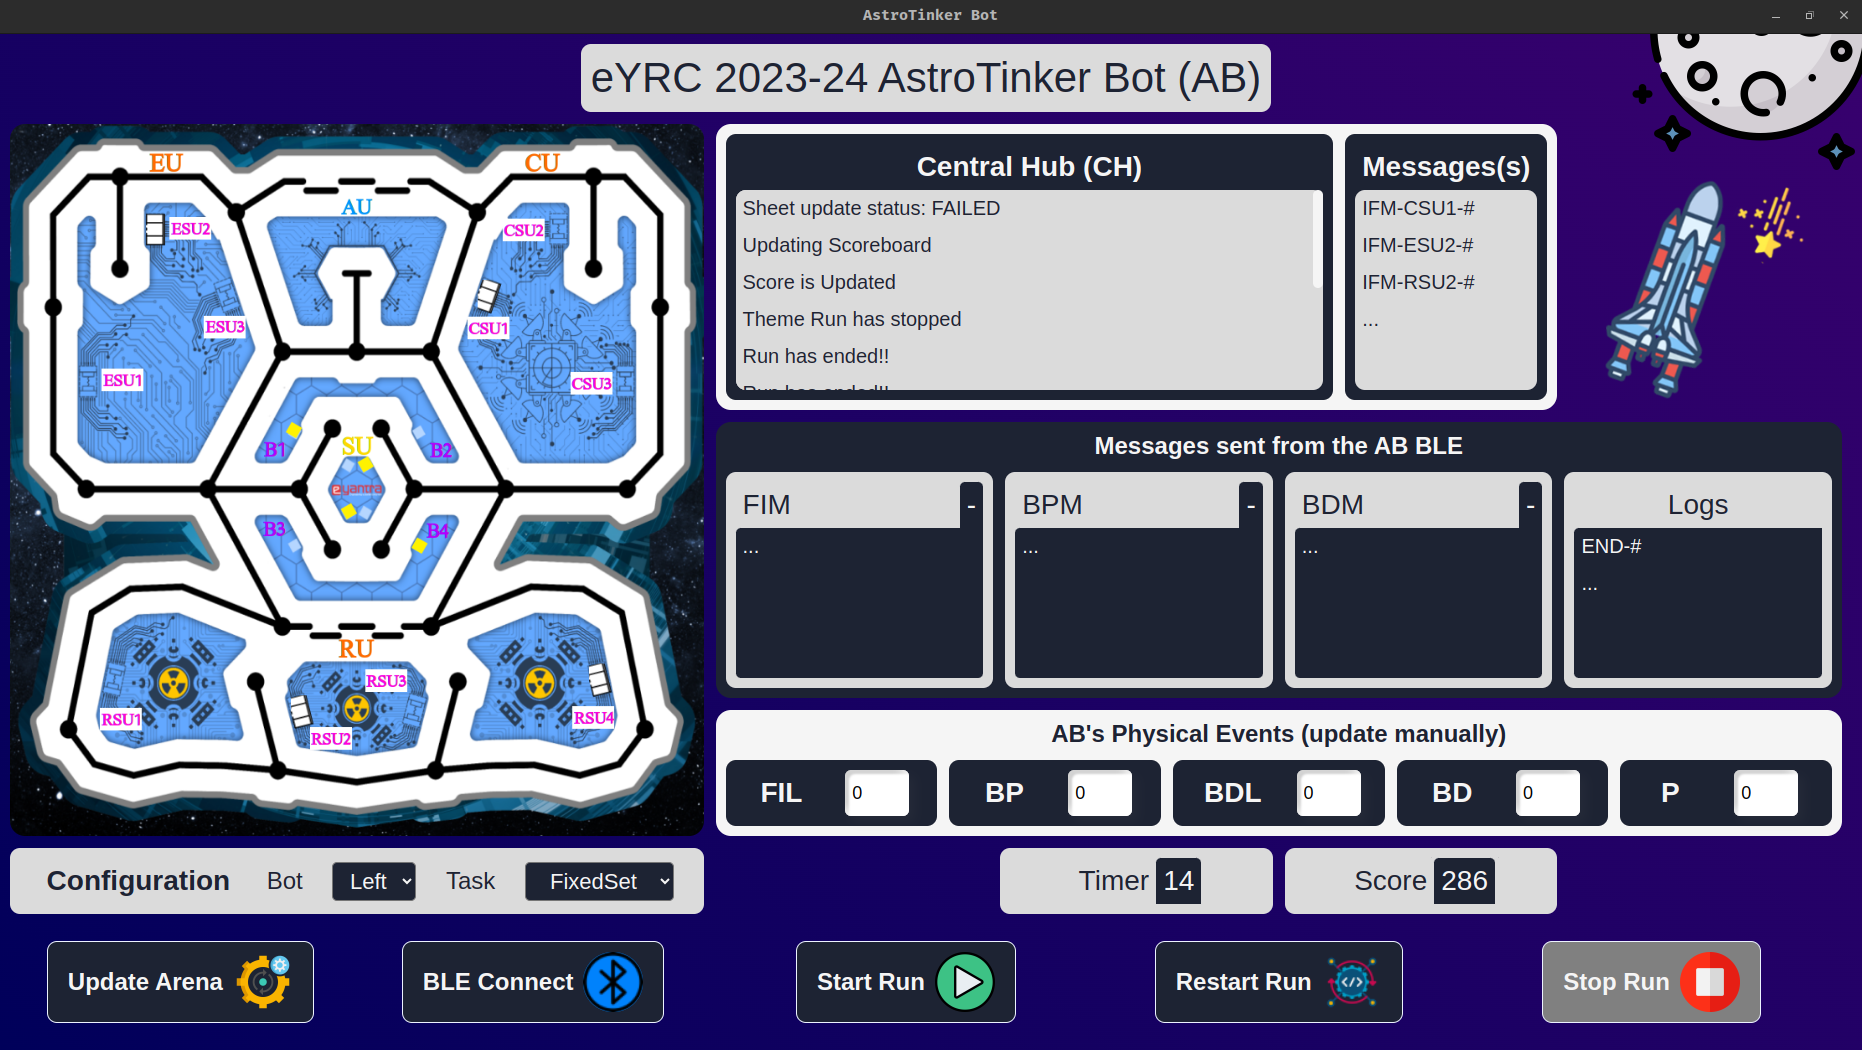 AstroTinker Bot
eYRC 2023-24 AstroTinker Bot (AB)
EU
CU
AU
ESU2
CSU2
ESU3
CSU1
ESU1
CSU3
B1
SU
B2
eyantra
B3
B4
RU
RSU3
RSU1
RSU2
RSU4
Central Hub (CH)
Sheet update status: FAILED
Updating Scoreboard
Score is Updated
Theme Run has stopped
Run has ended!!
Run has ended!!
Messages(s)
IFM-CSU1-#
IFM-ESU2-#
IFM-RSU2-#
...
Messages sent from the AB BLE
FIM -
...
BPM -
...
BDM -
...
Logs
END-#
...
AB's Physical Events (update manually)
FIL 0
BP 0
BDL 0
BD 0
P 0
Configuration Bot Left Task FixedSet
Timer 14
Score 286
Update Arena
BLE Connect
Start Run
Restart Run
</>
Stop Run